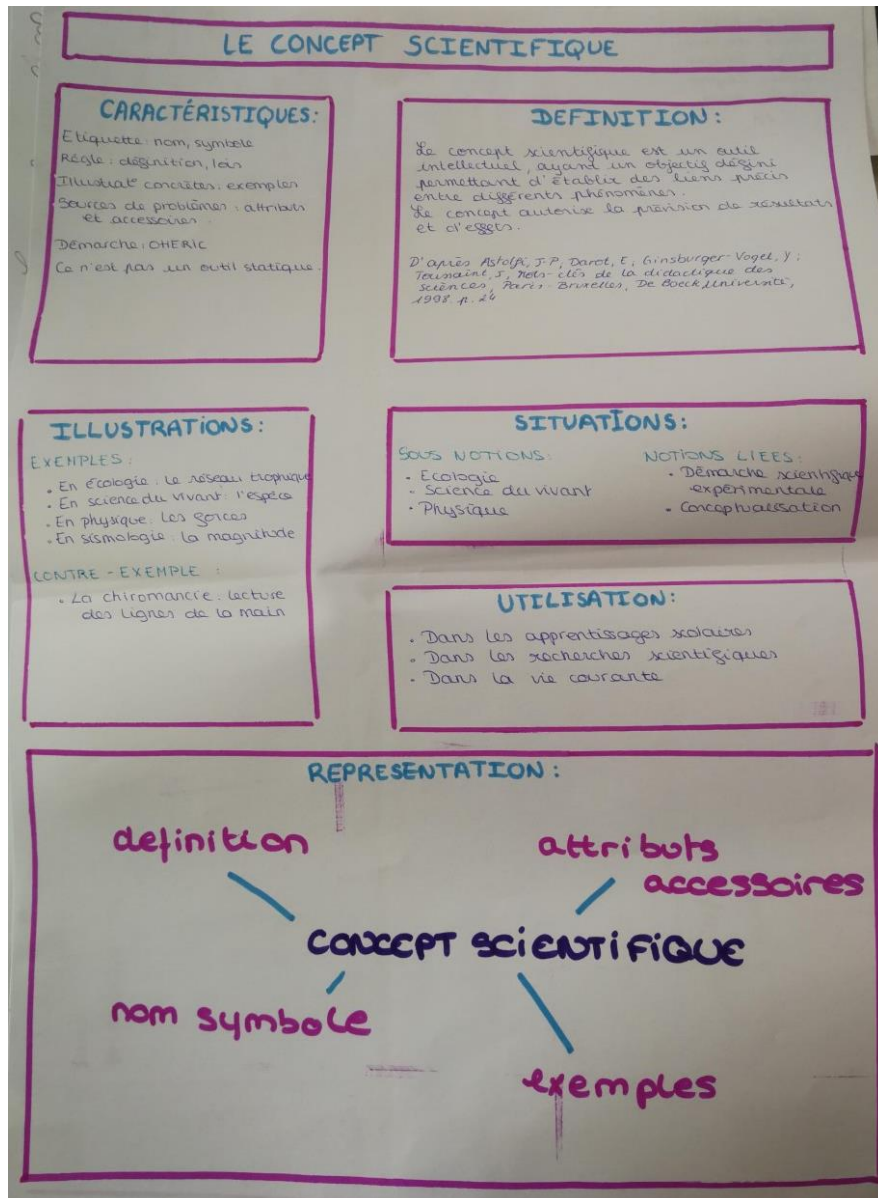 LE CONCEPT SCIENTIFIQUE
CARACTÉRISTIQUES:
Etiquette: nom, symbole
Règle: définition, lois
Illustrat° concrètes: exemples
Sources de problèmes: attributs
et accessoires
Démarche: OHERIC
Ce n'est pas un outil statique.
DEFINITION:
Le concept scientifique est un outil
intellectuel, ayant un objectif défini
permettant d'établir des liens précis
entre différents phénomènes.
Le concept autorise la prévision de résultats
et d'effets.
D'après Astolfi, J-P, Darot, E, Ginsburger-Vogel, Y;
Toussaint, J, Mots-clés de la didactique des
sciences, Paris-Bruxelles, De Boeck Université,
1998. p. 24
ILLUSTRATIONS:
EXEMPLES:
. En écologie: le réseau trophique
. En science du vivant: l'espèce
. En physique: les forces
. En sismologie: la magnitude
CONTRE-EXEMPLE:
. La chiromancie: lecture
des lignes de la main
SITUATIONS:
SOUS NOTIONS:
. Ecologie
. Science du vivant
. Physique
NOTIONS LIEES:
. Démarche scientifique
expérimentale
. Conceptualisation
UTILISATION:
. Dans les apprentissages scolaires
. Dans les recherches scientifiques
. Dans la vie courante
REPRESENTATION:
definition
attributs
accessoires
CONCEPT SCIENTIFIQUE
nom symbole
exemples